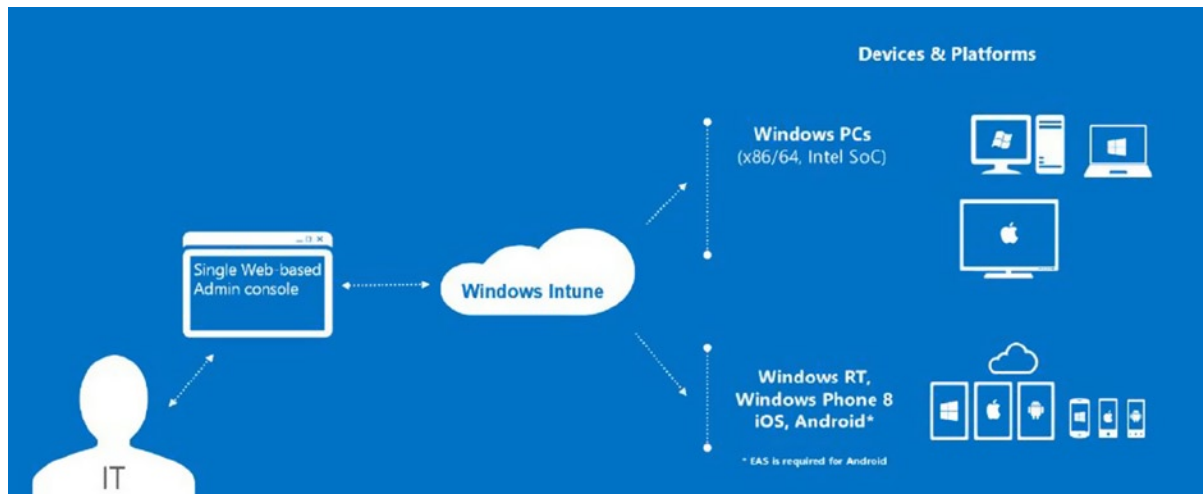 Devices & Platforms
Windows PCs
(x86/64, Intel SoC)
Single Web-based
Admin console
Windows Intune
Windows RT,
Windows Phone 8
iOS, Android*
* EAS is required for Android
IT